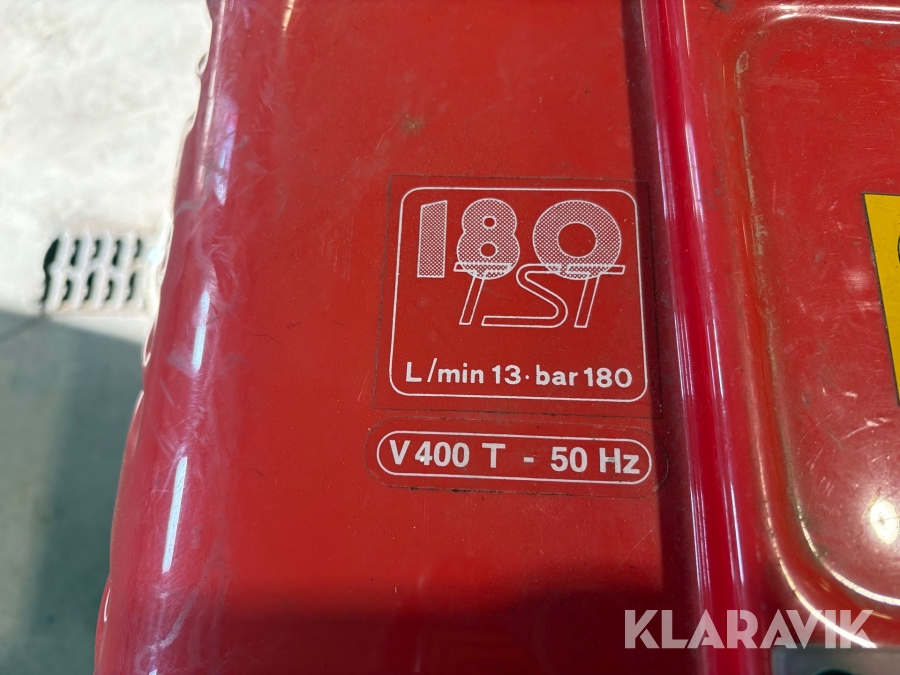 180
TST
L/min 13·bar 180
V 400 T - 50 Hz
KLARAVIK